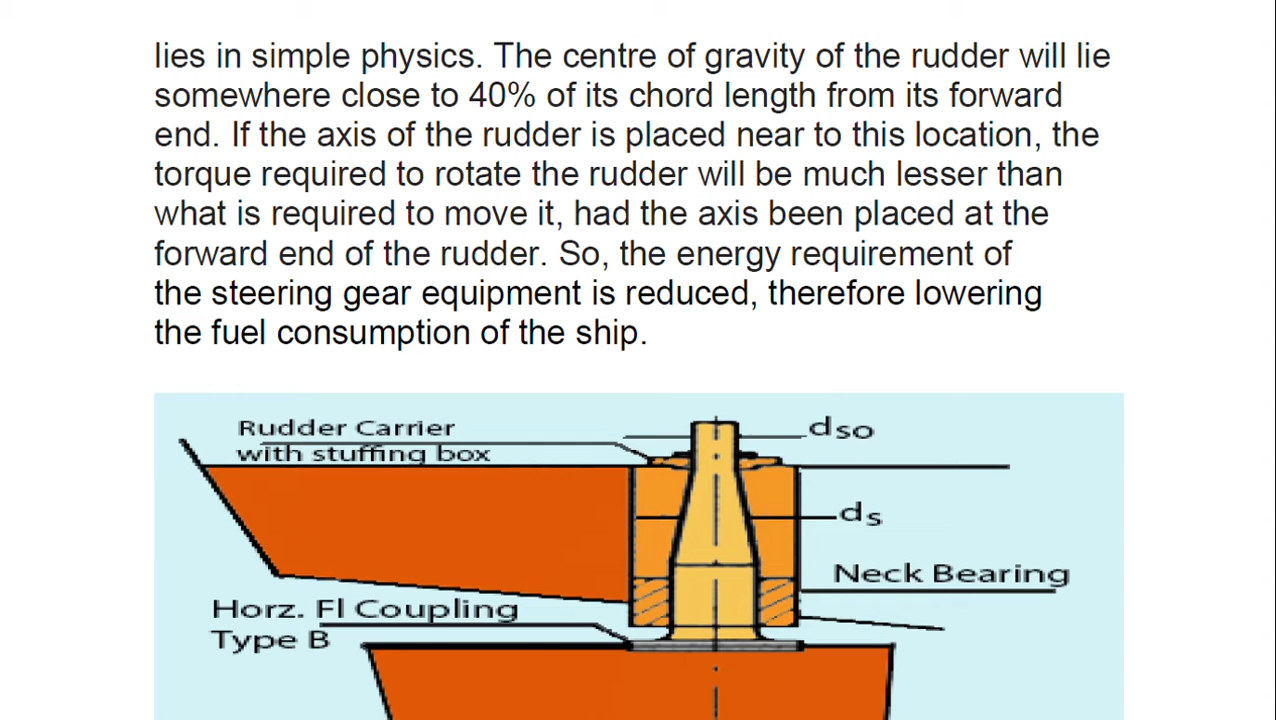 lies in simple physics. The centre of gravity of the rudder will lie
somewhere close to 40% of its chord length from its forward
end. If the axis of the rudder is placed near to this location, the
torque required to rotate the rudder will be much lesser than
what is required to move it, had the axis been placed at the
forward end of the rudder. So, the energy requirement of
the steering gear equipment is reduced, therefore lowering
the fuel consumption of the ship.
Rudder Carrier
with stuffing box
dso
ds
Neck Bearing
Horz. Fl Coupling
Type B